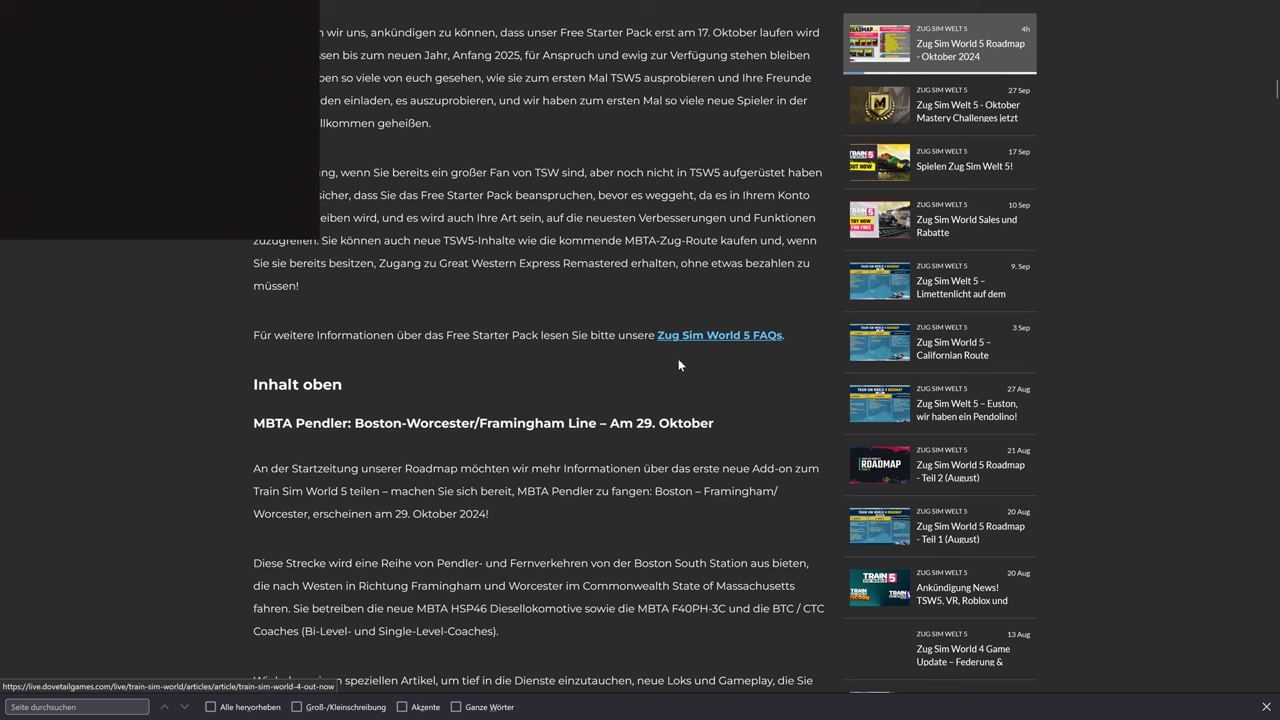 n wir uns, ankündigen zu können, dass unser Free Starter Pack erst am 17. Oktober laufen wird
ssen bis zum neuen Jahr, Anfang 2025, für Anspruch und ewig zur Verfügung stehen bleiben
ben so viele von euch gesehen, wie sie zum ersten Mal TSW5 ausprobieren und Ihre Freunde
den einladen, es auszuprobieren, und wir haben zum ersten Mal so viele neue Spieler in der
llkommen geheißen.
ng, wenn Sie bereits ein großer Fan von TSW sind, aber noch nicht in TSW5 aufgerüstet haben
sicher, dass Sie das Free Starter Pack beanspruchen, bevor es weggeht, da es in Ihrem Konto
eiben wird, und es wird auch Ihre Art sein, auf die neuesten Verbesserungen und Funktionen
zuzugreifen. Sie können auch neue TSW5-Inhalte wie die kommende MBTA-Zug-Route kaufen und, wenn
Sie sie bereits besitzen, Zugang zu Great Western Express Remastered erhalten, ohne etwas bezahlen zu
müssen!
Für weitere Informationen über das Free Starter Pack lesen Sie bitte unsere Zug Sim World 5 FAQs.
Inhalt oben
MBTA Pendler: Boston-Worcester/Framingham Line – Am 29. Oktober
An der Startzeitung unserer Roadmap möchten wir mehr Informationen über das erste neue Add-on zum
Train Sim World 5 teilen – machen Sie sich bereit, MBTA Pendler zu fangen: Boston – Framingham/
Worcester, erscheinen am 29. Oktober 2024!
Diese Strecke wird eine Reihe von Pendler- und Fernverkehren von der Boston South Station aus bieten,
die nach Westen in Richtung Framingham und Worcester im Commonwealth State of Massachusetts
fahren. Sie betreiben die neue MBTA HSP46 Diesellokomotive sowie die MBTA F40PH-3C und die BTC / CTC
Coaches (Bi-Level- und Single-Level-Coaches).
speziellen Artikel, um tief in die Dienste einzutauchen, neue Loks und Gameplay, die Sie
ZUG SIM WELT 5 4h
Zug Sim World 5 Roadmap
- Oktober 2024
ZUG SIM WELT 5 27 Sep
Zug Sim Welt 5 - Oktober
Mastery Challenges jetzt
ZUG SIM WELT 5 17 Sep
Spielen Zug Sim Welt 5!
ZUG SIM WELT 5 10 Sep
Zug Sim World Sales und
Rabatte
ZUG SIM WELT 5 9. Sep
Zug Sim Welt 5 –
Limettenlicht auf dem
ZUG SIM WELT 5 3 Sep
Zug Sim World 5 –
Californian Route
ZUG SIM WELT 5 27 Aug
Zug Sim Welt 5 – Euston,
wir haben ein Pendolino!
ZUG SIM WELT 5 21 Aug
Zug Sim World 5 Roadmap
- Teil 2 (August)
ROADMAP
ZUG SIM WELT 5 20 Aug
Zug Sim World 5 Roadmap
- Teil 1 (August)
ZUG SIM WELT 5 20 Aug
Ankündigung News!
TSW5, VR, Roblox und
ZUG SIM WELT 5 13 Aug
Zug Sim World 4 Game
Update – Federung &
https://live.dovetailgames.com/live/train-sim-world/articles/article/train-sim-world-4-out-now
Seite durchsuchen Alle hervorheben Groß-/Kleinschreibung Akzente Ganze Wörter